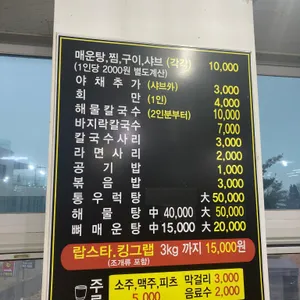 매운탕,찜,구이,샤브 (각각) 10,000
(1인당 2000원 별도계산)
야채추가 (샤브外) 3,000
회 만 (1인) 4,000
해물칼국수 (2인분부터) 10,000
바지락칼국수 7,000
칼국수사리 3,000
라면사리 2,000
공기밥 1,000
볶음밥 3,000
통우럭탕 大 50,000
해물탕 中 40,000 大 50,000
뼈매운탕 中 15,000 大 20,000
랍스타,킹그랩 3kg 까지 15,000원
(조개류 포함)
주류
소주,맥주,피츠 5,000
막걸리 3,000
음료수 2,000